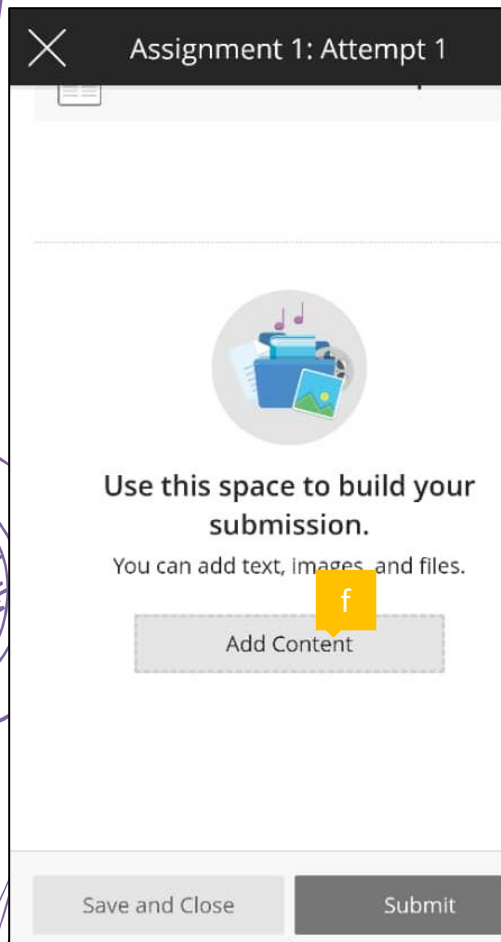 Assignment 1: Attempt 1
Use this space to build your
submission.
You can add text, images, and files.
f
Add Content
Save and Close
Submit